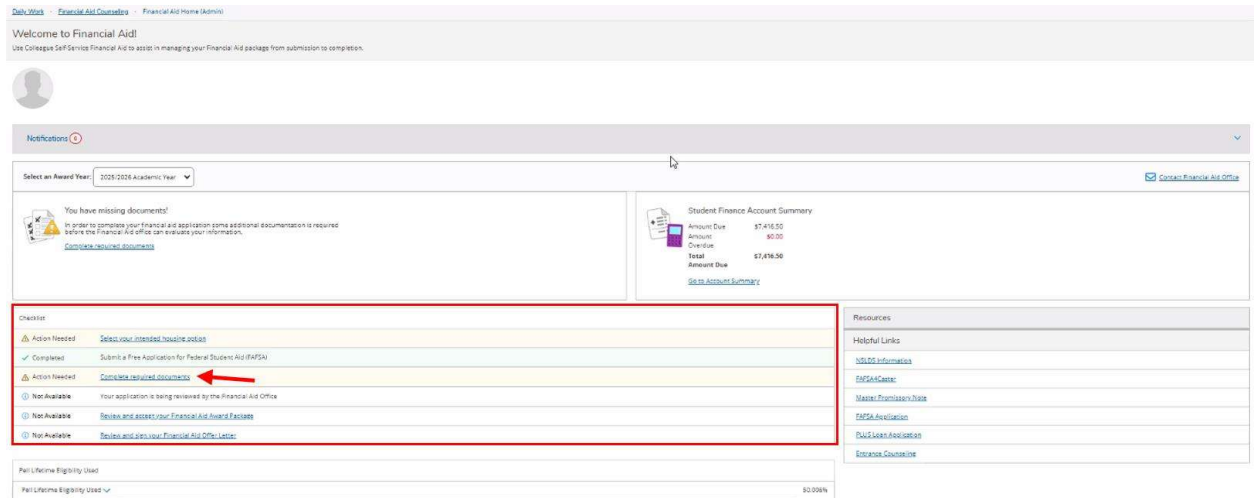 Daily Work · Financial Aid Counseling · Financial Aid Home (Admin)
Welcome to Financial Aid!
Use Colleague Self-Service Financial Aid to assist in managing your Financial Aid package from submission to completion.
Notifications 6
Select an Award Year: 2025/2026 Academic Year
Contact Financial Aid Office
You have missing documents!
In order to complete your financial aid application some additional documentation is required
before the Financial Aid office can evaluate your information.
Complete required documents
Student Finance Account Summary
Amount Due $7,416.50
Amount Overdue $0.00
Total Amount Due $7,416.50
Go to Account Summary
Checklist
Action Needed Select your intended housing option
Completed Submit a Free Application for Federal Student Aid (FAFSA)
Action Needed Complete required documents
Not Available Your application is being reviewed by the Financial Aid Office
Not Available Review and accept your Financial Aid Award Package
Not Available Review and sign your Financial Aid Offer Letter
Resources
Helpful Links
NSLDS Information
FAFSA4Caster
Master Promissory Note
FAFSA Application
PLUS Loan Application
Entrance Counseling
Pell Lifetime Eligibility Used
Pell Lifetime Eligibility Used 50.006%